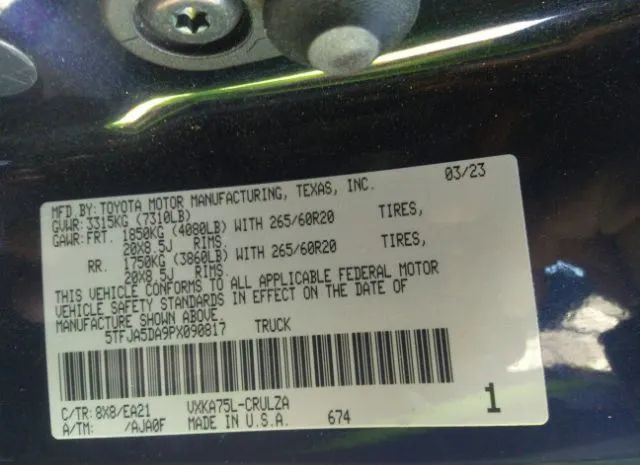 MFD.BY:TOYOTA MOTOR MANUFACTURING, TEXAS, INC. 03/23
GVWR:3315KG (7310LB)
GAWR:FRT. 1850KG (4080LB) WITH 265/60R20 TIRES,
20X8.5J RIMS,
RR. 1750KG (3860LB) WITH 265/60R20 TIRES,
20X8.5J RIMS.
THIS VEHICLE CONFORMS TO ALL APPLICABLE FEDERAL MOTOR
VEHICLE SAFETY STANDARDS IN EFFECT ON THE DATE OF
MANUFACTURE SHOWN ABOVE.
5TFJA5DA9PX090817 TRUCK
C/TR: 8X8/EA21 VXKA75L-CRULZA
A/TM: /AJA0F MADE IN U.S.A. 674 1